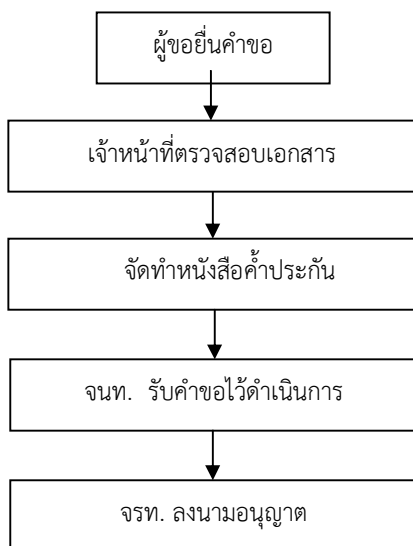 ผู้ขอยื่นคำขอ
เจ้าหน้าที่ตรวจสอบเอกสาร
จัดทำหนังสือค้ำประกัน
จนท. รับคำขอไว้ดำเนินการ
จรท. ลงนามอนุญาต